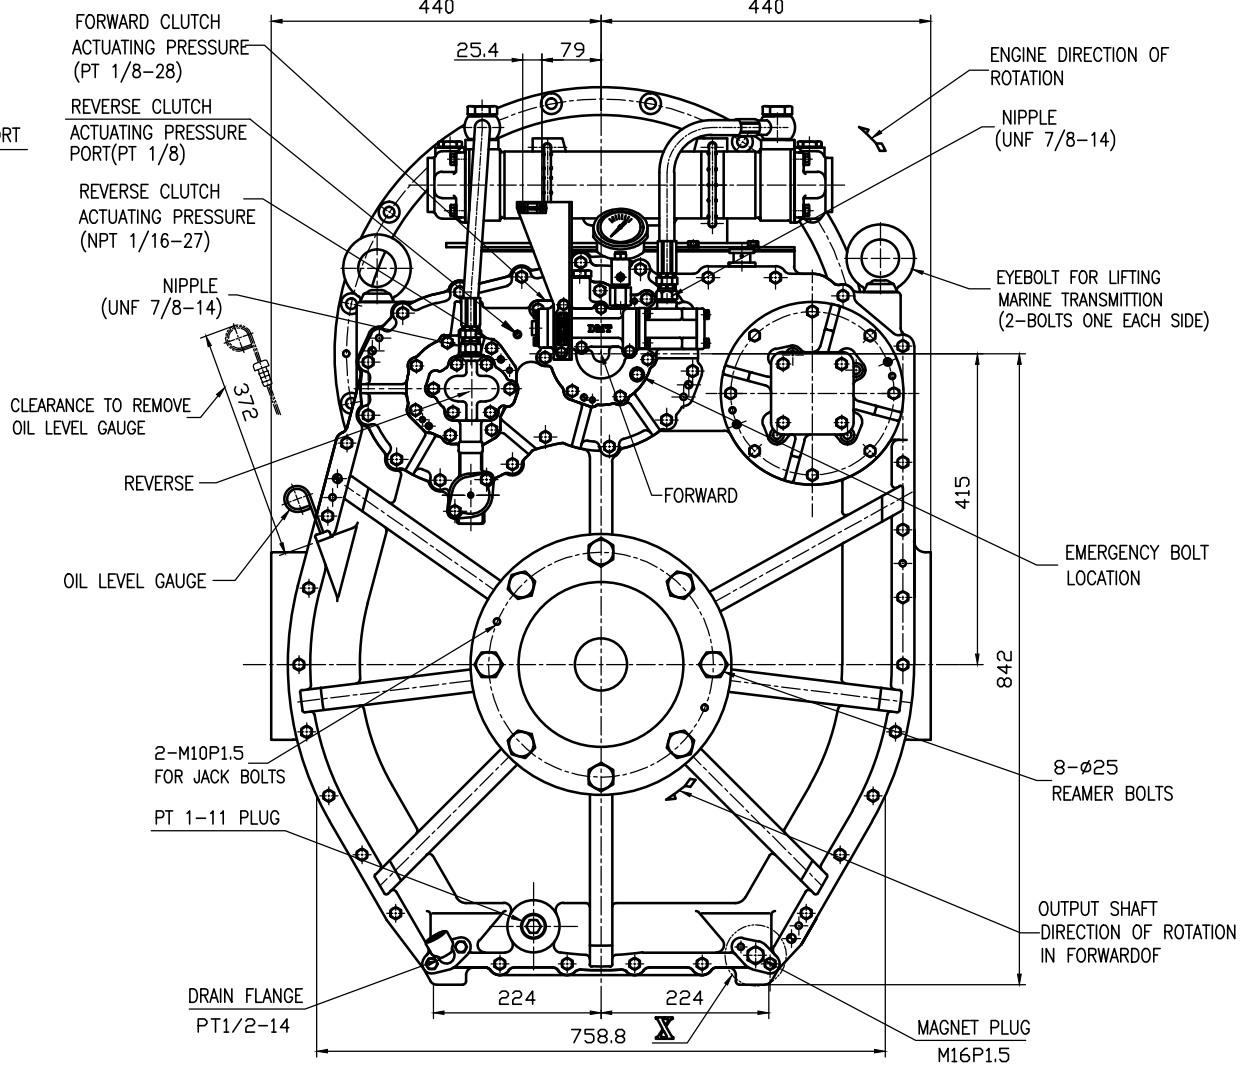 440
440
FORWARD CLUTCH
ACTUATING PRESSURE
(PT 1/8-28)
25.4
79
ENGINE DIRECTION OF
ROTATION
REVERSE CLUTCH
ACTUATING PRESSURE
PORT(PT 1/8)
ORT
NIPPLE
(UNF 7/8-14)
REVERSE CLUTCH
ACTUATING PRESSURE
(NPT 1/16-27)
NIPPLE
(UNF 7/8-14)
EYEBOLT FOR LIFTING
MARINE TRANSMITTION
(2-BOLTS ONE EACH SIDE)
372
CLEARANCE TO REMOVE
OIL LEVEL GAUGE
REVERSE
FORWARD
415
EMERGENCY BOLT
LOCATION
OIL LEVEL GAUGE
842
2-M10P1.5
FOR JACK BOLTS
8-Ø25
REAMER BOLTS
PT 1-11 PLUG
OUTPUT SHAFT
DIRECTION OF ROTATION
IN FORWARDOF
DRAIN FLANGE
PT1/2-14
224
224
758.8
X
MAGNET PLUG
M16P1.5